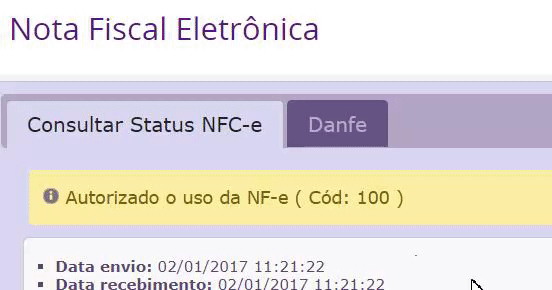 Nota Fiscal Eletrônica
Consultar Status NFC-e Danfe
Autorizado o uso da NF-e ( Cód: 100 )
Data envio: 02/01/2017 11:21:22
Data recebimento: 02/01/2017 11:21:22